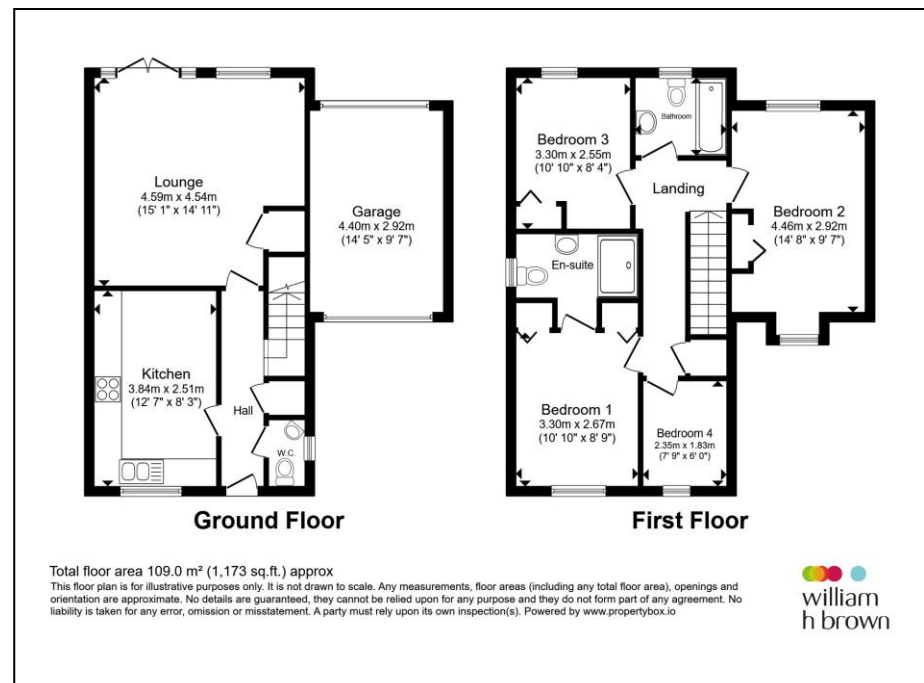 Lounge
4.59m x 4.54m
(15' 1" x 14' 11")
Garage
4.40m x 2.92m
(14' 5" x 9' 7")
Kitchen
3.84m x 2.51m
(12' 7" x 8' 3")
Hall
W.C.
Ground Floor
Bedroom 3
3.30m x 2.55m
(10' 10" x 8' 4")
Bathroom
Landing
Bedroom 2
4.46m x 2.92m
(14' 8" x 9' 7")
En-suite
Bedroom 1
3.30m x 2.67m
(10' 10" x 8' 9")
Bedroom 4
2.35m x 1.83m
(7' 9" x 6' 0")
First Floor
Total floor area 109.0 m² (1,173 sq.ft.) approx
This floor plan is for illustrative purposes only. It is not drawn to scale. Any measurements, floor areas (including any total floor area), openings and
orientation are approximate. No details are guaranteed, they cannot be relied upon for any purpose and they do not form part of any agreement. No
liability is taken for any error, omission or misstatement. A party must rely upon its own inspection(s). Powered by www.propertybox.io
william
h brown